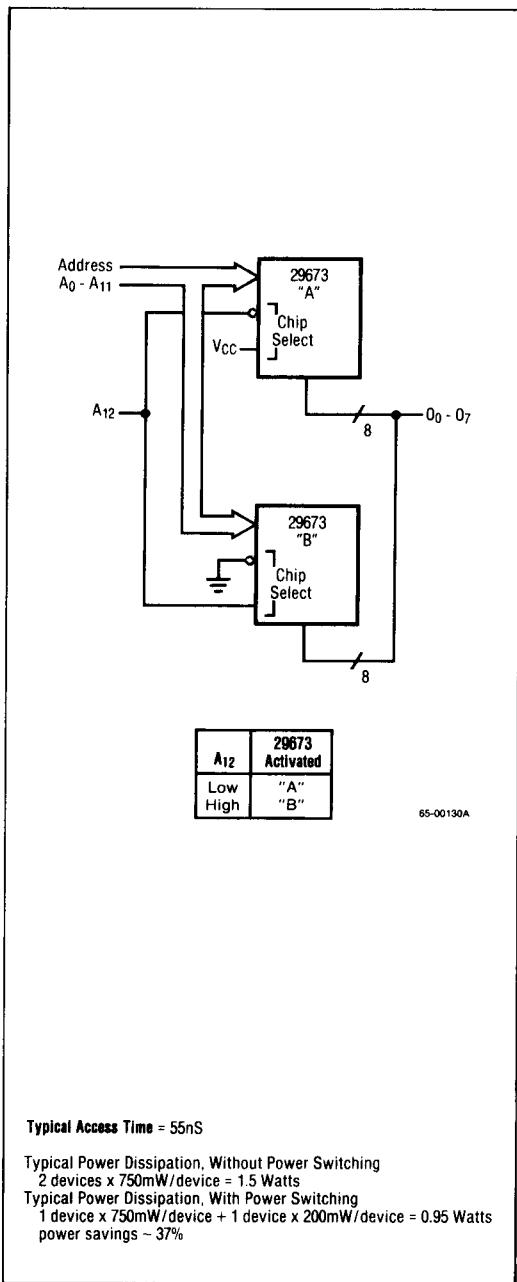 Address
A₀ - A₁₁
29673
"A"
Chip
Select
VCC
A₁₂
8
O₀ - O₇
29673
"B"
Chip
Select
8
A₁₂ 29673 Activated
Low "A"
High "B"
65-00130A
Typical Access Time = 55nS
Typical Power Dissipation, Without Power Switching
2 devices x 750mW/device = 1.5 Watts
Typical Power Dissipation, With Power Switching
1 device x 750mW/device + 1 device x 200mW/device = 0.95 Watts
power savings ~ 37%